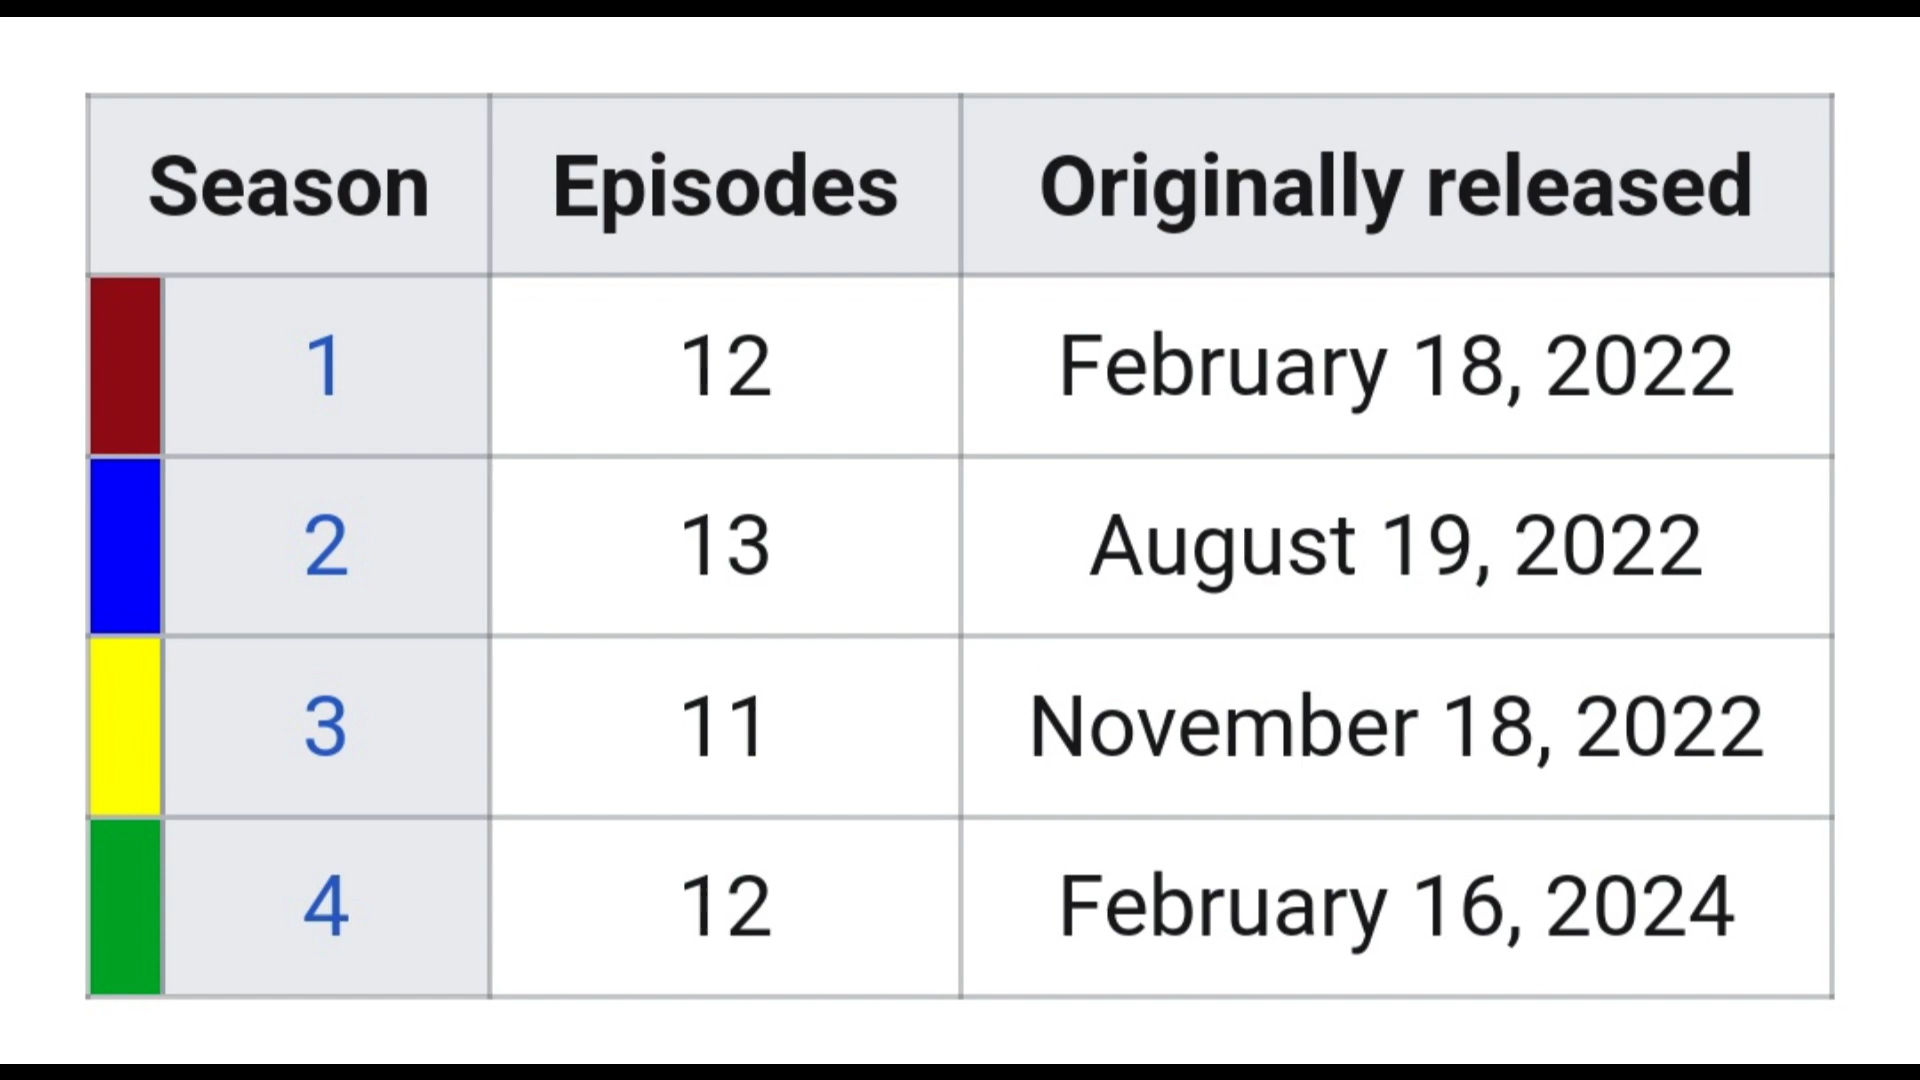 Season Episodes Originally released
1 12 February 18, 2022
2 13 August 19, 2022
3 11 November 18, 2022
4 12 February 16, 2024